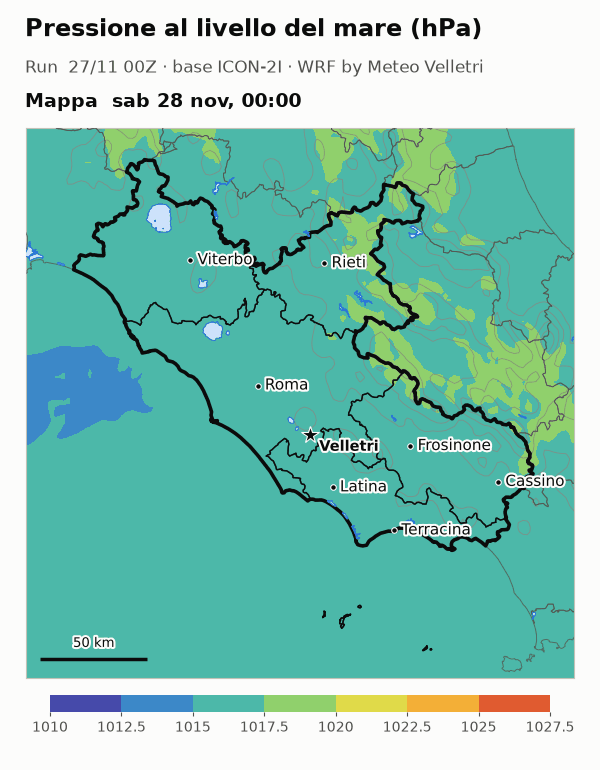 Pressione al livello del mare (hPa)
Run  27/11 00Z · base ICON-2I · WRF by Meteo Velletri
Mappa  sab 28 nov, 00:00
Viterbo
Rieti
Roma
Velletri
Frosinone
Latina
Cassino
Terracina
50 km
1010 1012.5 1015 1017.5 1020 1022.5 1025 1027.5